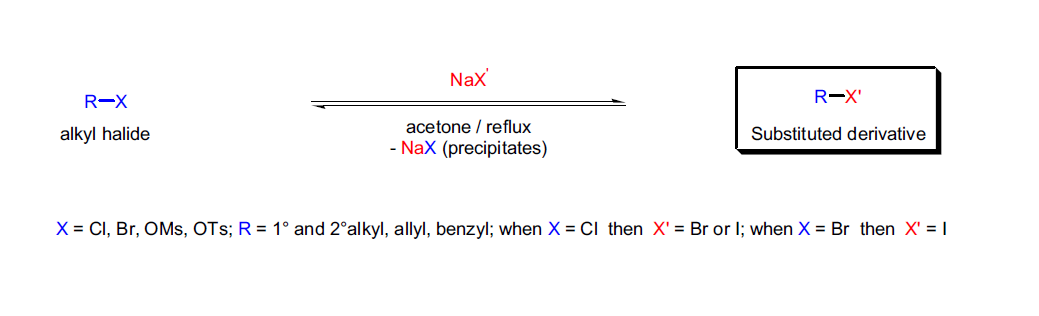 NaX'
R—X
R—X'
alkyl halide
acetone / reflux
Substituted derivative
- NaX (precipitates)
X = Cl, Br, OMs, OTs; R = 1° and 2°alkyl, allyl, benzyl; when X = Cl then X' = Br or I; when X = Br then X' = I